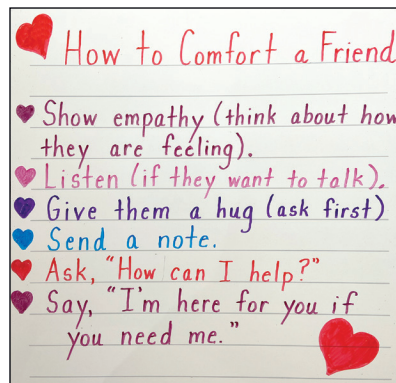 How to Comfort a Friend
Show empathy (think about how
they are feeling).
Listen (if they want to talk).
Give them a hug (ask first)
Send a note.
Ask, "How can I help?"
Say, "I'm here for you if
you need me."